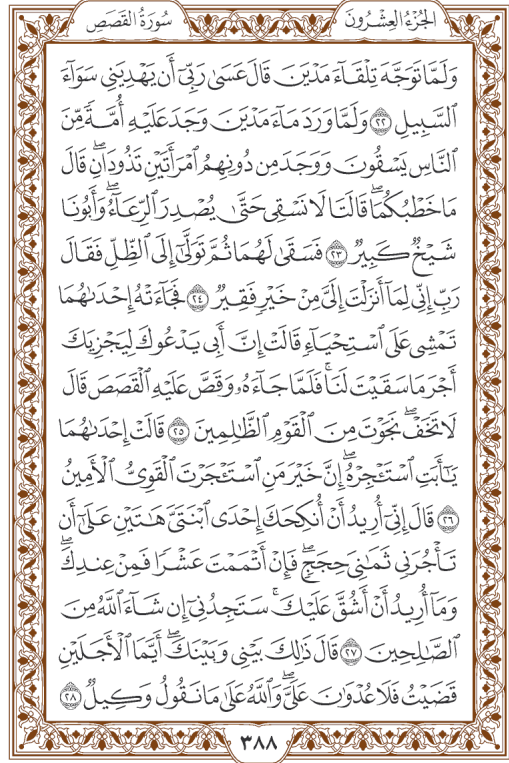 الجُزْءُ العِشْرُونَ
سُورَةُ القَصَصِ
وَلَمَّا تَوَجَّهَ تِلْقَآءَ مَدْيَنَ قَالَ عَسَىٰ رَبِّىٓ أَن يَهْدِيَنِى سَوَآءَ
ٱلسَّبِيلِ ٢٢ وَلَمَّا وَرَدَ مَآءَ مَدْيَنَ وَجَدَ عَلَيْهِ أُمَّةً مِّنَ
ٱلنَّاسِ يَسْقُونَ وَوَجَدَ مِن دُونِهِمُ ٱمْرَأَتَيْنِ تَذُودَانِۖ قَالَ
مَا خَطْبُكُمَاۖ قَالَتَا لَا نَسْقِى حَتَّىٰ يُصْدِرَ ٱلرِّعَآءُۖ وَأَبُونَا
شَيْخٌ كَبِيرٌ ٢٣ فَسَقَىٰ لَهُمَا ثُمَّ تَوَلَّىٰٓ إِلَى ٱلظِّلِّ فَقَالَ
رَبِّ إِنِّى لِمَآ أَنزَلْتَ إِلَىَّ مِنْ خَيْرٍ فَقِيرٌ ٢٤ فَجَآءَتْهُ إِحْدَىٰهُمَا
تَمْشِى عَلَى ٱسْتِحْيَآءٍ قَالَتْ إِنَّ أَبِى يَدْعُوكَ لِيَجْزِيَكَ
أَجْرَ مَا سَقَيْتَ لَنَاۚ فَلَمَّا جَآءَهُۥ وَقَصَّ عَلَيْهِ ٱلْقَصَصَ قَالَ
لَا تَخَفْۖ نَجَوْتَ مِنَ ٱلْقَوْمِ ٱلظَّٰلِمِينَ ٢٥ قَالَتْ إِحْدَىٰهُمَا
يَٰٓأَبَتِ ٱسْتَـْٔجِرْهُۖ إِنَّ خَيْرَ مَنِ ٱسْتَـْٔجَرْتَ ٱلْقَوِىُّ ٱلْأَمِينُ
٢٦ قَالَ إِنِّىٓ أُرِيدُ أَنْ أُنكِحَكَ إِحْدَى ٱبْنَتَىَّ هَٰتَيْنِ عَلَىٰٓ أَن
تَأْجُرَنِى ثَمَٰنِىَ حِجَجٍۖ فَإِنْ أَتْمَمْتَ عَشْرًا فَمِنْ عِندِكَۖ
وَمَآ أُرِيدُ أَنْ أَشُقَّ عَلَيْكَۚ سَتَجِدُنِىٓ إِن شَآءَ ٱللَّهُ مِنَ
ٱلصَّٰلِحِينَ ٢٧ قَالَ ذَٰلِكَ بَيْنِى وَبَيْنَكَۖ أَيَّمَا ٱلْأَجَلَيْنِ
قَضَيْتُ فَلَا عُدْوَٰنَ عَلَىَّۖ وَٱللَّهُ عَلَىٰ مَا نَقُولُ وَكِيلٌ ٢٨
٣٨٨